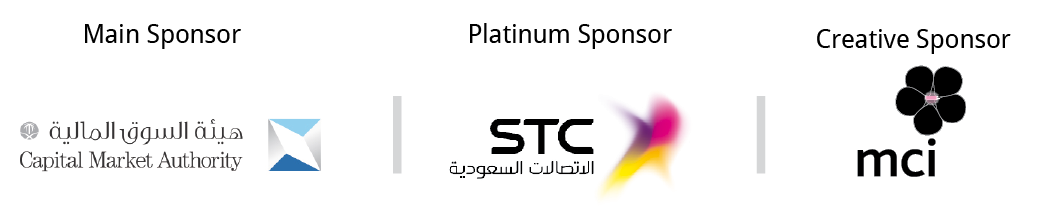 Main Sponsor
Platinum Sponsor
Creative Sponsor
هيئة السوق المالية
Capital Market Authority
STC
الاتصالات السعودية
mci